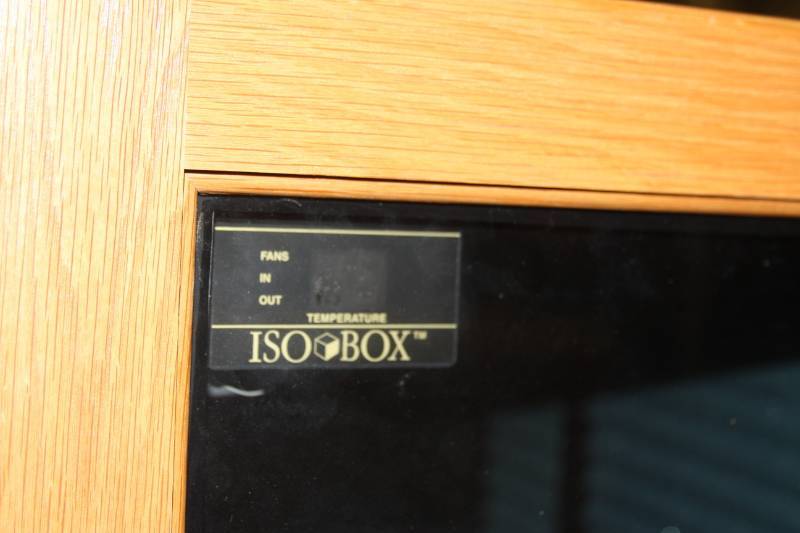 FANS
IN
OUT
TEMPERATURE
ISO BOX™